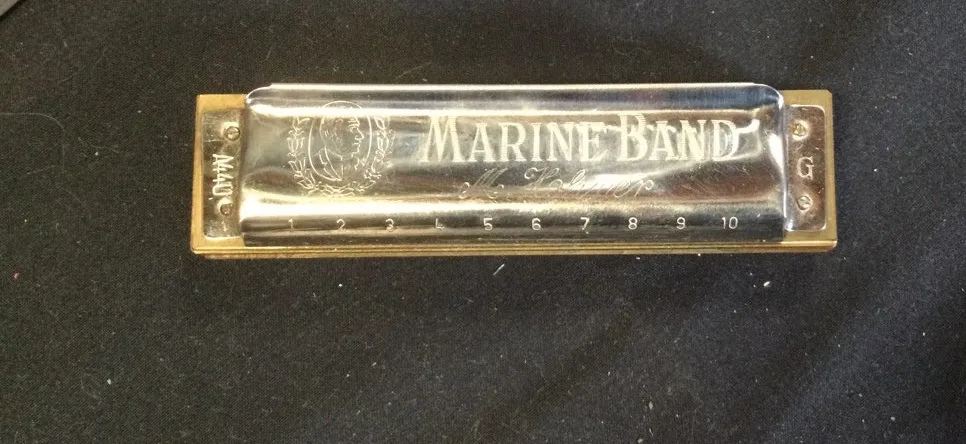 MARINE BAND
M. Hohner
G
1 2 3 4 5 6 7 8 9 10